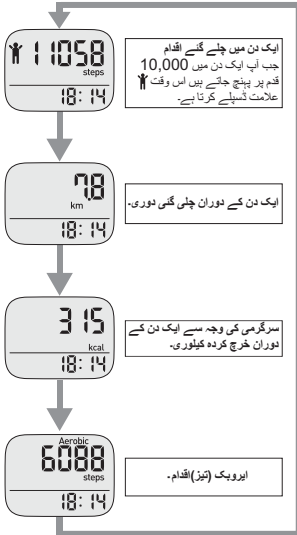 11058
steps
18:14
ایک دن میں چلے گئے اقدام
جب آپ ایک دن میں 10,000
قدم پر پہنچ جاتے ہیں اس وقت
علامت ڈسپلے کرتا ہے۔
7.8
km
18:14
ایک دن کے دوران چلی گئی دوری۔
315
kcal
18:14
سرگرمی کی وجہ سے ایک دن کے
دوران خرچ کردہ کیلوری۔
Aerobic
6088
steps
18:14
ایروبک (تیز)اقدام۔